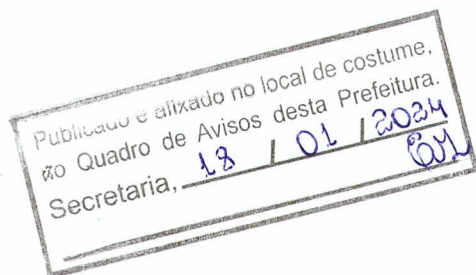 Publicado e afixado no local de costume,
ao Quadro de Avisos desta Prefeitura.
Secretaria, 18 / 01 / 2024